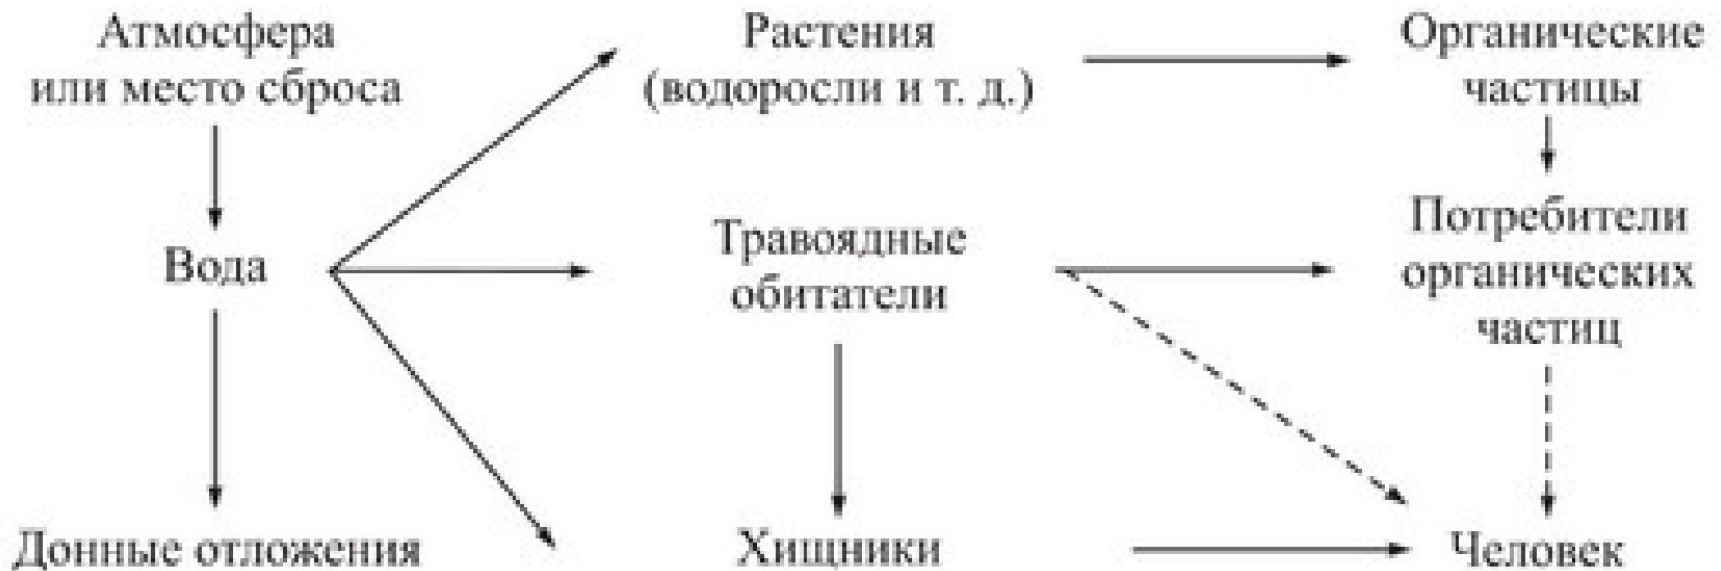 Атмосфера
или место сброса
Растения
(водоросли и т. д.)
Органические
частицы
Вода
Травоядные
обитатели
Потребители
органических
частиц
Донные отложения
Хищники
Человек